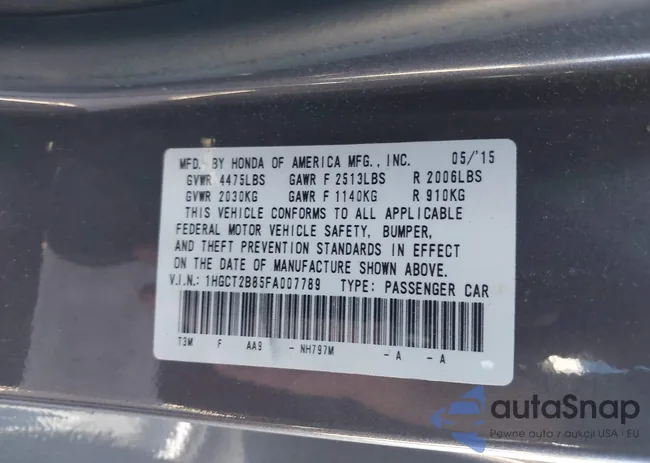 MFD. BY HONDA OF AMERICA MFG., INC. 05/'15
GVWR 4475LBS GAWR F 2513LBS R 2006LBS
GVWR 2030KG GAWR F 1140KG R 910KG
THIS VEHICLE CONFORMS TO ALL APPLICABLE
FEDERAL MOTOR VEHICLE SAFETY, BUMPER,
AND THEFT PREVENTION STANDARDS IN EFFECT
ON THE DATE OF MANUFACTURE SHOWN ABOVE.
V.I.N.: 1HGCT2B85FA007789 TYPE: PASSENGER CAR
T3M F AA9 - NH797M - A - A
autaSnap
Pewne auta z aukcji USA i EU